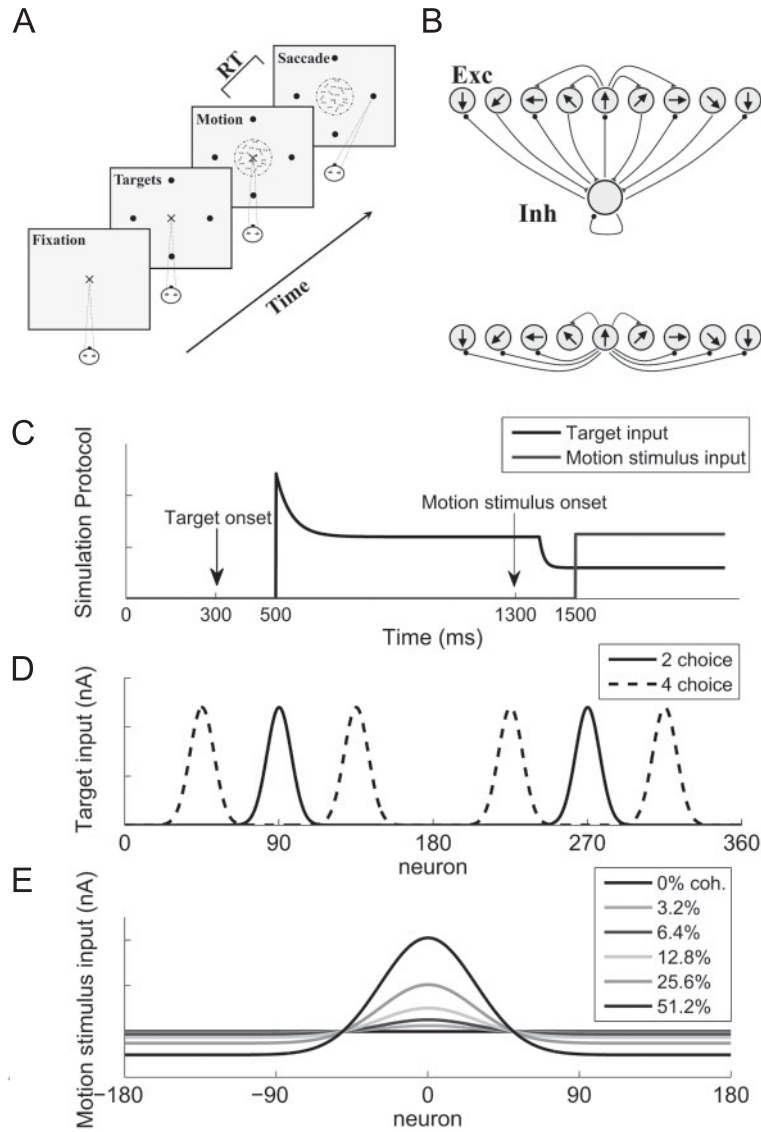 A
Fixation
Targets
Motion
Saccade
RT
Time
B
Exc
Inh
C
Simulation Protocol
Target input
Motion stimulus input
Target onset
Motion stimulus onset
0 300 500 1300 1500
Time (ms)
D
Target input (nA)
2 choice
4 choice
0 90 180 270 360
neuron
E
Motion stimulus input (nA)
0% coh.
3.2%
6.4%
12.8%
25.6%
51.2%
−180 −90 0 90 180
neuron